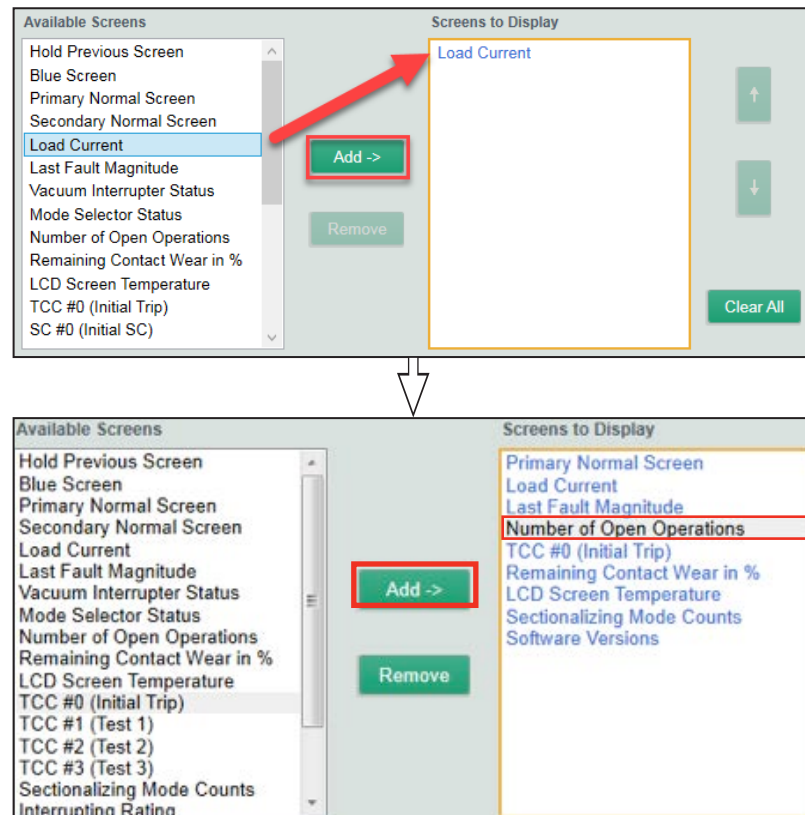 Available Screens
Screens to Display
Hold Previous Screen
Blue Screen
Primary Normal Screen
Secondary Normal Screen
Load Current
Last Fault Magnitude
Vacuum Interrupter Status
Mode Selector Status
Number of Open Operations
Remaining Contact Wear in %
LCD Screen Temperature
TCC #0 (Initial Trip)
SC #0 (Initial SC)
Add ->
Remove
Load Current
Clear All
Available Screens
Screens to Display
Hold Previous Screen
Blue Screen
Primary Normal Screen
Secondary Normal Screen
Load Current
Last Fault Magnitude
Vacuum Interrupter Status
Mode Selector Status
Number of Open Operations
Remaining Contact Wear in %
LCD Screen Temperature
TCC #0 (Initial Trip)
TCC #1 (Test 1)
TCC #2 (Test 2)
TCC #3 (Test 3)
Sectionalizing Mode Counts
Interrupting Rating
Add ->
Remove
Primary Normal Screen
Load Current
Last Fault Magnitude
Number of Open Operations
TCC #0 (Initial Trip)
Remaining Contact Wear in %
LCD Screen Temperature
Sectionalizing Mode Counts
Software Versions